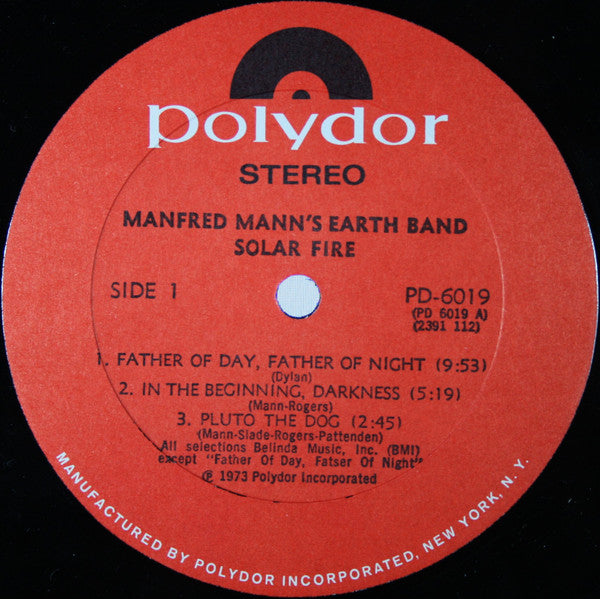 polydor
STEREO
MANFRED MANN'S EARTH BAND
SOLAR FIRE
SIDE 1
PD-6019
(PD 6019 A)
(2391 112)
1. FATHER OF DAY, FATHER OF NIGHT (9:53)
(Dylan)
2. IN THE BEGINNING, DARKNESS (5:19)
(Mann-Rogers)
3. PLUTO THE DOG (2:45)
(Mann-Slade-Rogers-Pattenden)
All selections Belinda Music, Inc. (BMI)
except "Father Of Day, Fatser Of Night"
℗ 1973 Polydor Incorporated
MANUFACTURED BY POLYDOR INCORPORATED, NEW YORK, N. Y.